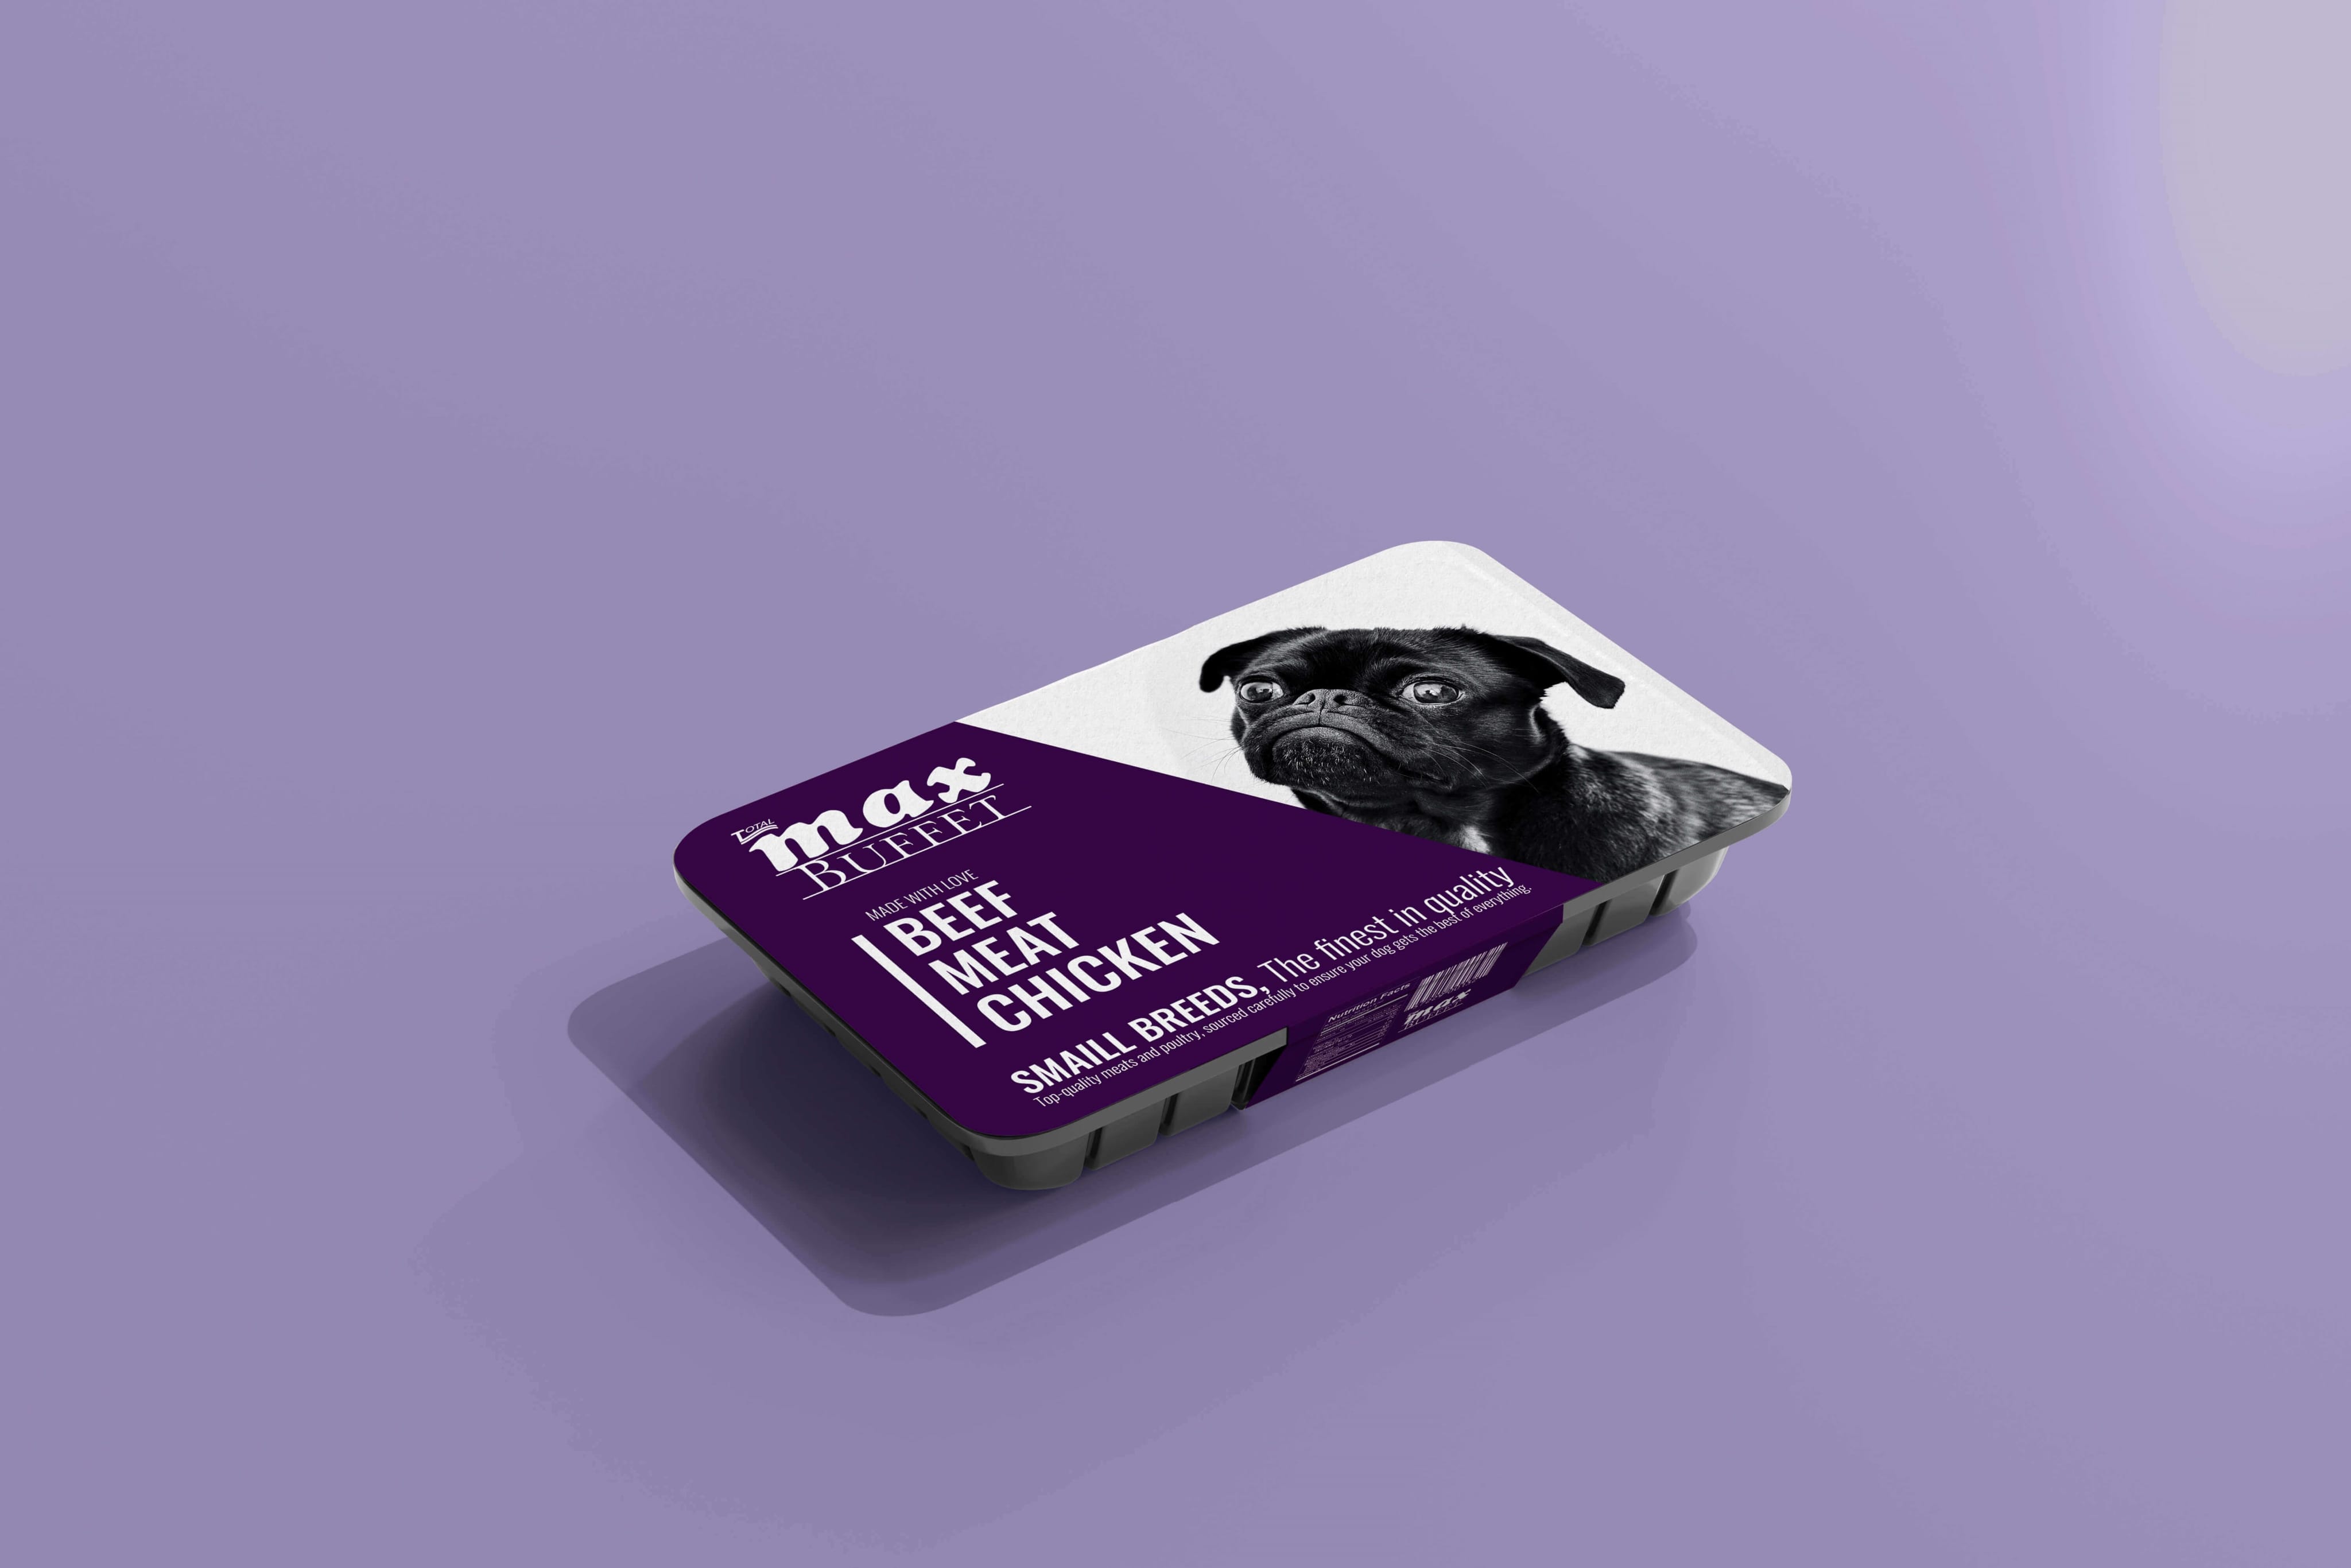 TOTAL
max
BUFFET
MADE WITH LOVE
BEEF
MEAT
CHICKEN
SMAILL BREEDS, The finest in quality
Top-quality meats and poultry, sourced carefully to ensure your dog gets the best of everything.
Nutrition Facts
max
BUFFET